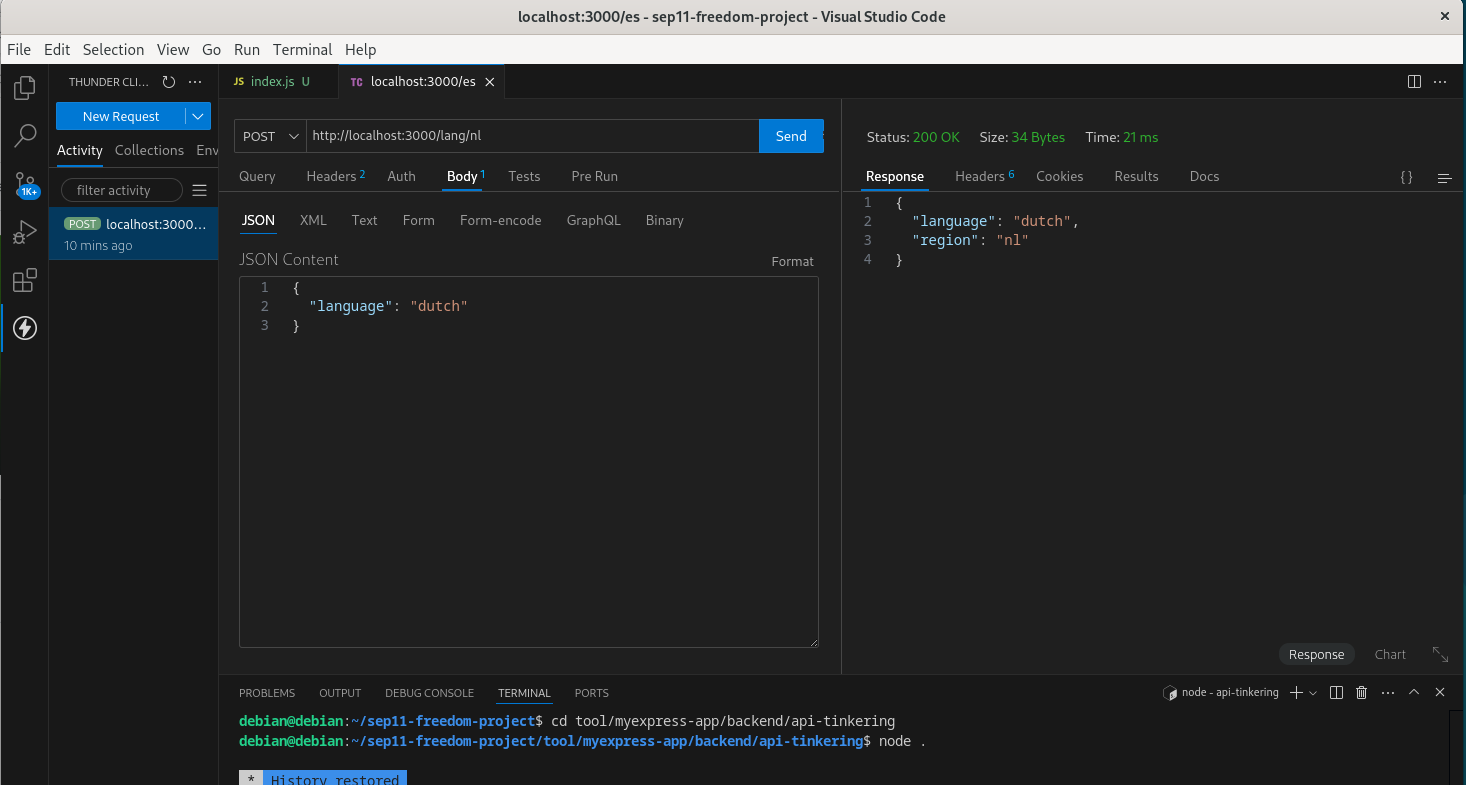 localhost:3000/es - sep11-freedom-project - Visual Studio Code
File Edit Selection View Go Run Terminal Help
THUNDER CLI...
JS index.js U
TC localhost:3000/es
New Request
Activity Collections Env
filter activity
POST localhost:3000...
10 mins ago
1K+
POST http://localhost:3000/lang/nl Send
Query Headers 2 Auth Body 1 Tests Pre Run
JSON XML Text Form Form-encode GraphQL Binary
JSON Content Format
1 {
2 "language": "dutch"
3 }
Status: 200 OK Size: 34 Bytes Time: 21 ms
Response Headers 6 Cookies Results Docs { }
1 {
2 "language": "dutch",
3 "region": "nl"
4 }
Response Chart
PROBLEMS OUTPUT DEBUG CONSOLE TERMINAL PORTS
node - api-tinkering
debian@debian:~/sep11-freedom-project$ cd tool/myexpress-app/backend/api-tinkering
debian@debian:~/sep11-freedom-project/tool/myexpress-app/backend/api-tinkering$ node .
* History restored